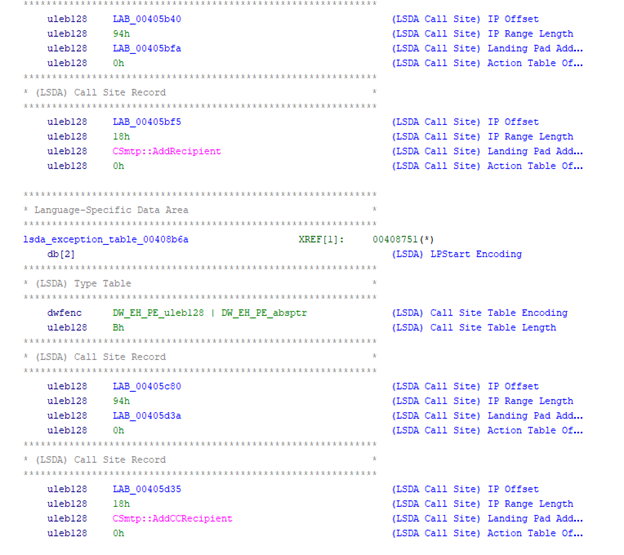 ************************************************************
uleb128 LAB_00405b40 (LSDA Call Site) IP Offset
uleb128 94h (LSDA Call Site) IP Range Length
uleb128 LAB_00405bfa (LSDA Call Site) Landing Pad Add...
uleb128 0h (LSDA Call Site) Action Table Of...
************************************************************
* (LSDA) Call Site Record *
************************************************************
uleb128 LAB_00405bf5 (LSDA Call Site) IP Offset
uleb128 18h (LSDA Call Site) IP Range Length
uleb128 CSmtp::AddRecipient (LSDA Call Site) Landing Pad Add...
uleb128 0h (LSDA Call Site) Action Table Of...
************************************************************
* Language-Specific Data Area *
************************************************************
lsda_exception_table_00408b6a XREF[1]: 00408751(*)
db[2] (LSDA) LPStart Encoding
************************************************************
* (LSDA) Type Table *
************************************************************
dwfenc DW_EH_PE_uleb128 | DW_EH_PE_absptr (LSDA) Call Site Table Encoding
uleb128 Bh (LSDA) Call Site Table Length
************************************************************
* (LSDA) Call Site Record *
************************************************************
uleb128 LAB_00405c80 (LSDA Call Site) IP Offset
uleb128 94h (LSDA Call Site) IP Range Length
uleb128 LAB_00405d3a (LSDA Call Site) Landing Pad Add...
uleb128 0h (LSDA Call Site) Action Table Of...
************************************************************
* (LSDA) Call Site Record *
************************************************************
uleb128 LAB_00405d35 (LSDA Call Site) IP Offset
uleb128 18h (LSDA Call Site) IP Range Length
uleb128 CSmtp::AddCCRecipient (LSDA Call Site) Landing Pad Add...
uleb128 0h (LSDA Call Site) Action Table Of...